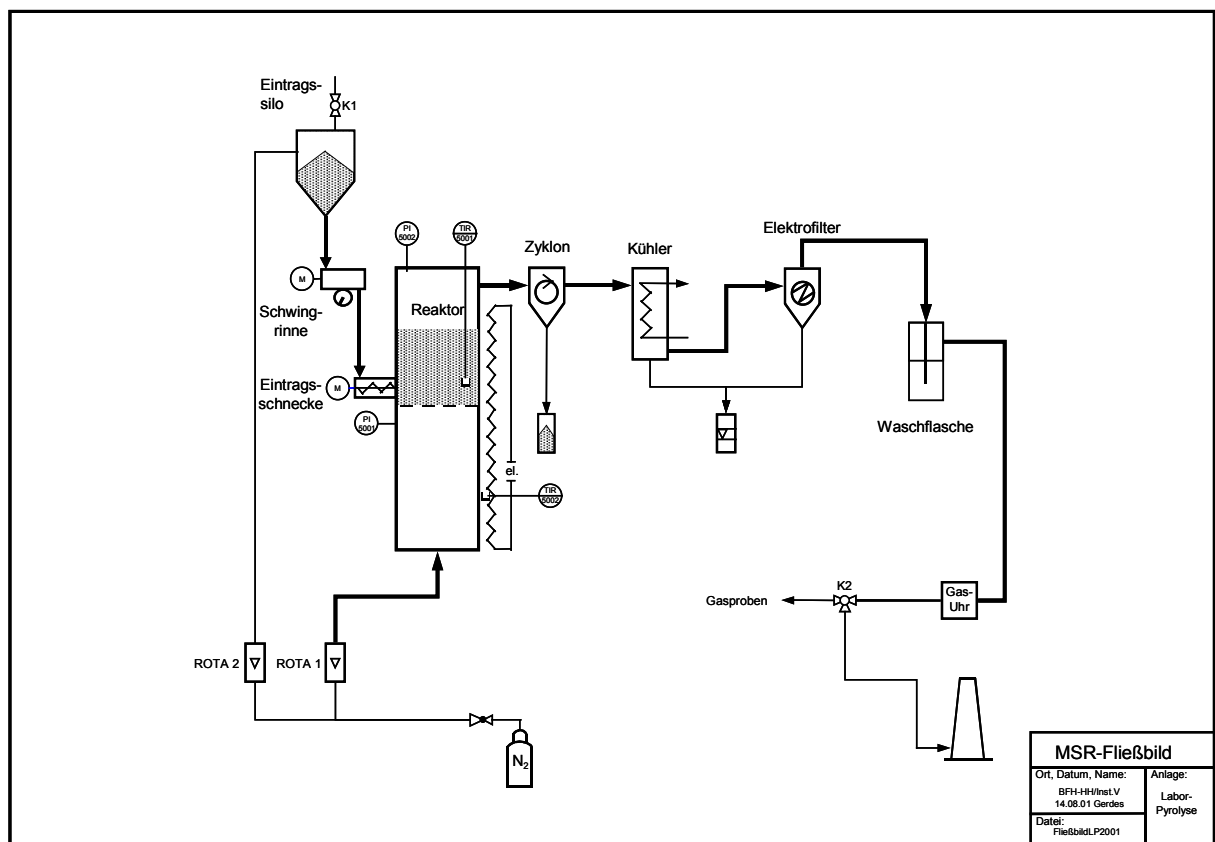 Eintrags-
silo
K1
M
Schwing-
rinne
Eintrags-
schnecke
M
PI
5002
TIR
5001
Reaktor
PI
5001
el.
TIR
5002
Zyklon
Kühler
Elektrofilter
Waschflasche
Gasproben
K2
Gas-
Uhr
ROTA 2
ROTA 1
N2
MSR-Fließbild
Ort, Datum, Name:
BFH-HH/Inst.V
14.08.01 Gerdes
Datei:
FließbildLP2001
Anlage:
Labor-
Pyrolyse